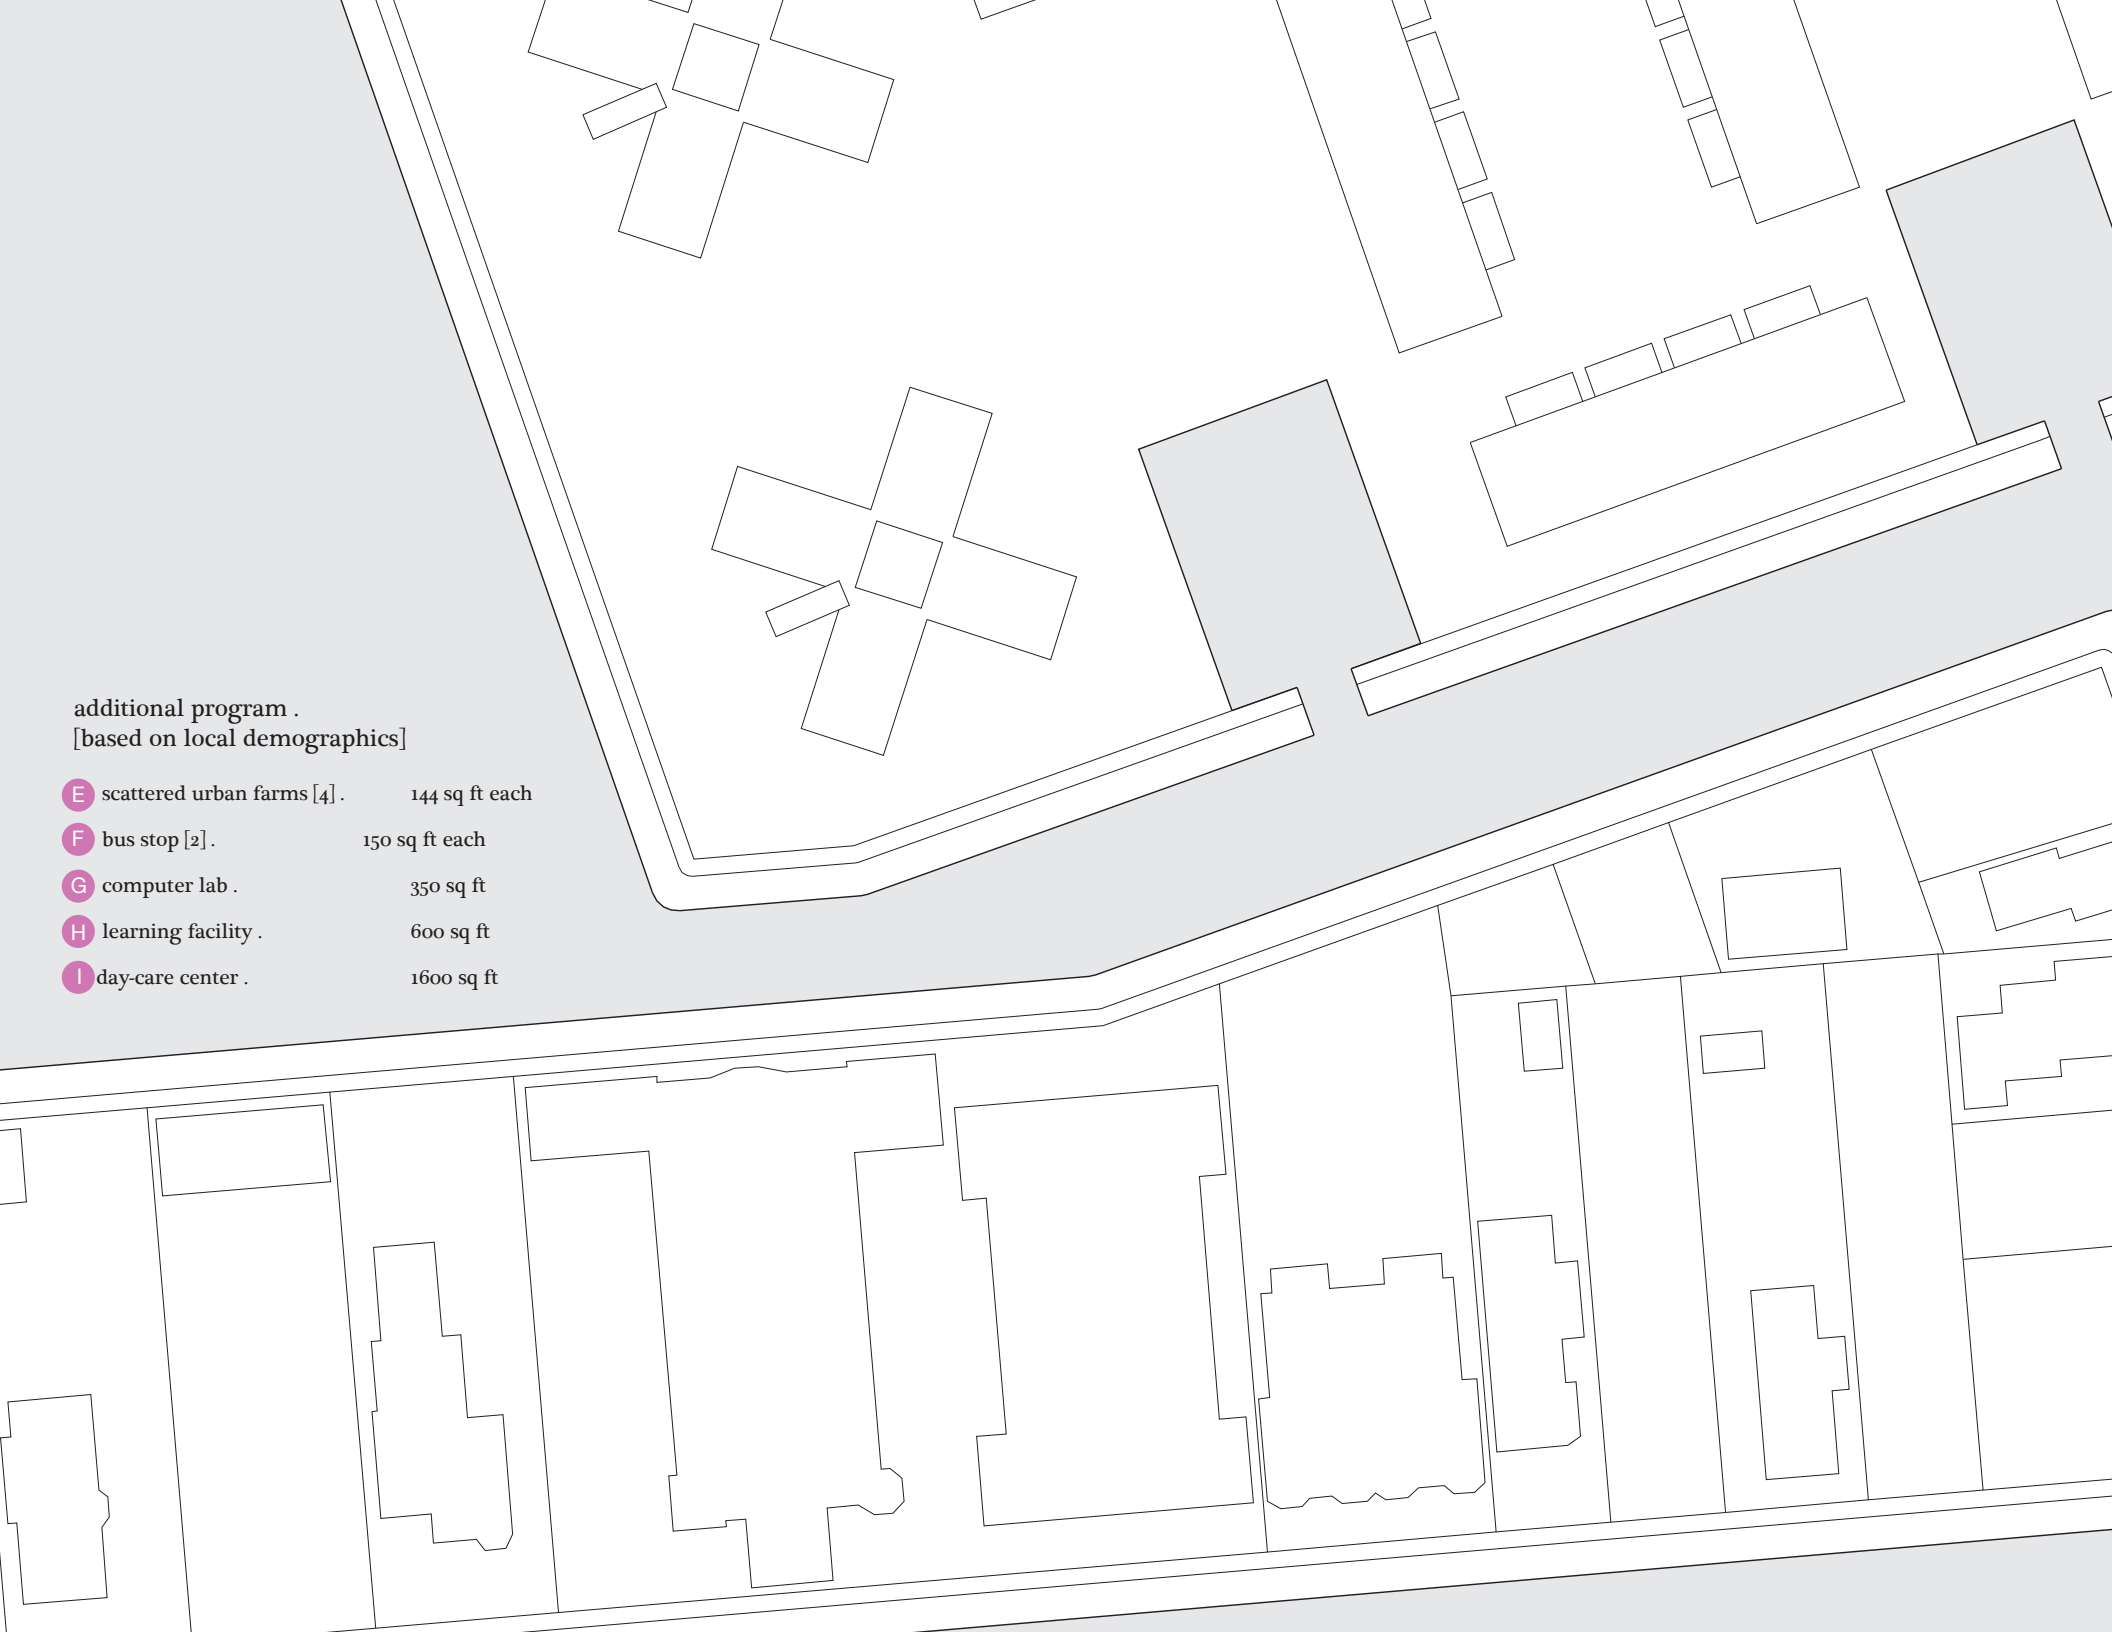 additional program .
[based on local demographics]
E scattered urban farms [4] . 144 sq ft each
F bus stop [2] . 150 sq ft each
G computer lab . 350 sq ft
H learning facility . 600 sq ft
I day-care center . 1600 sq ft